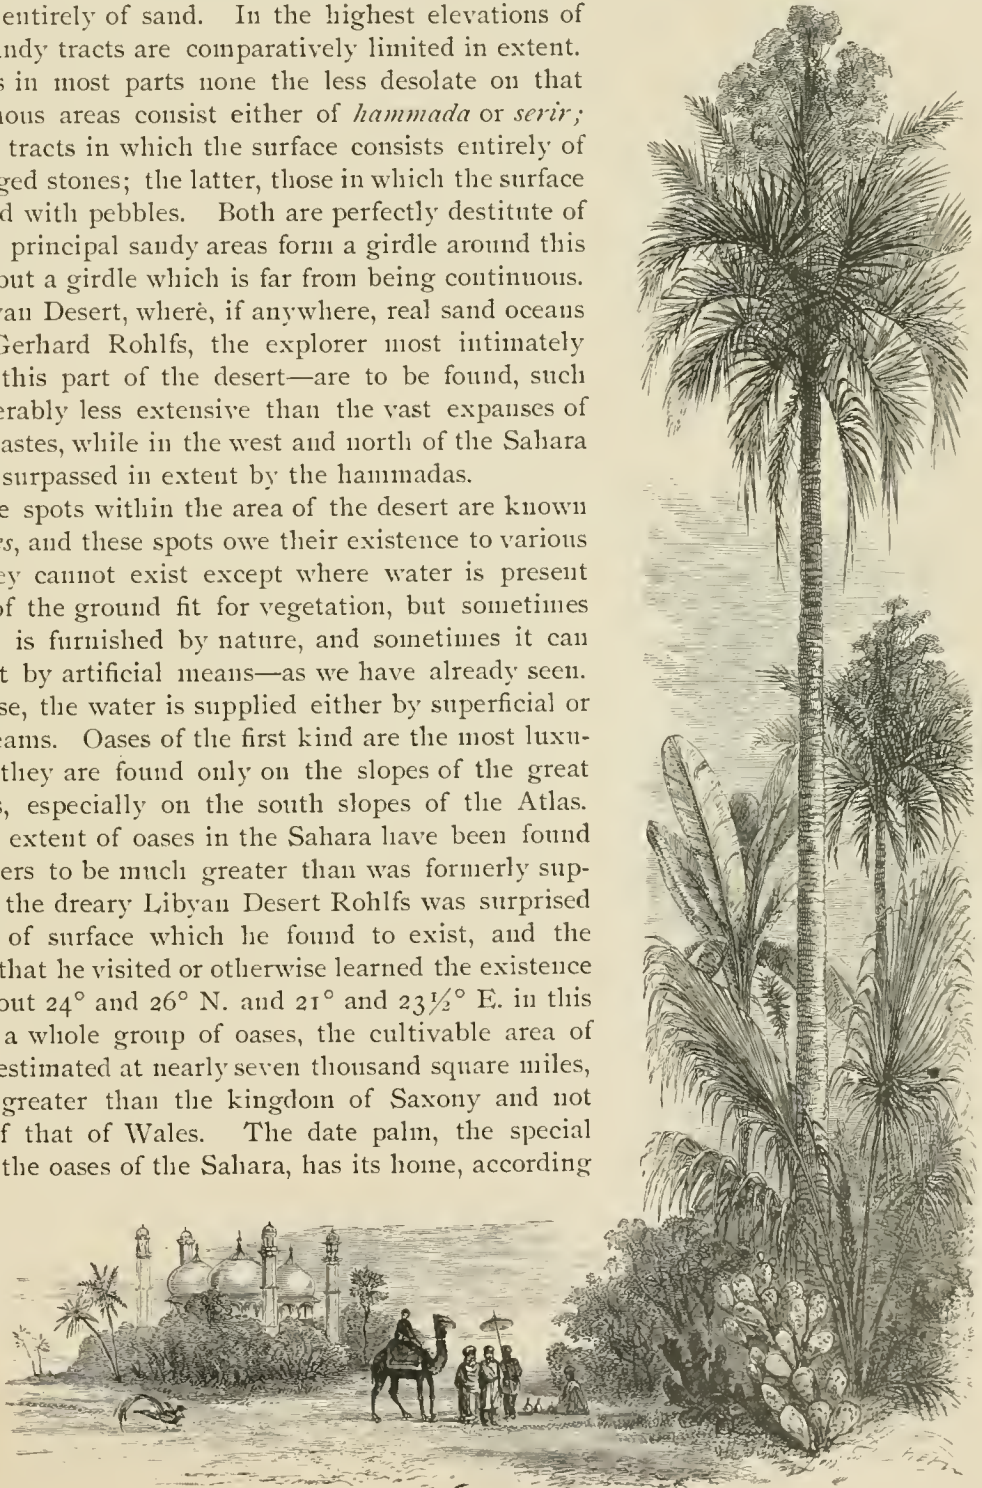 entirely of sand. In the highest elevations of
ndy tracts are comparatively limited in extent.
s in most parts none the less desolate on that
ious areas consist either of hammada or serir;
tracts in which the surface consists entirely of
ged stones; the latter, those in which the surface
d with pebbles. Both are perfectly destitute of
principal sandy areas form a girdle around this
but a girdle which is far from being continuous.
an Desert, where, if anywhere, real sand oceans
Gerhard Rohlfs, the explorer most intimately
this part of the desert—are to be found, such
erably less extensive than the vast expanses of
astes, while in the west and north of the Sahara
surpassed in extent by the hammadas.
e spots within the area of the desert are known
s, and these spots owe their existence to various
ey cannot exist except where water is present
of the ground fit for vegetation, but sometimes
is furnished by nature, and sometimes it can
t by artificial means—as we have already seen.
se, the water is supplied either by superficial or
eams. Oases of the first kind are the most luxu-
they are found only on the slopes of the great
s, especially on the south slopes of the Atlas.
extent of oases in the Sahara have been found
ers to be much greater than was formerly sup-
the dreary Libyan Desert Rohlfs was surprised
of surface which he found to exist, and the
that he visited or otherwise learned the existence
out 24° and 26° N. and 21° and 23½° E. in this
a whole group of oases, the cultivable area of
estimated at nearly seven thousand square miles,
greater than the kingdom of Saxony and not
f that of Wales. The date palm, the special
the oases of the Sahara, has its home, according